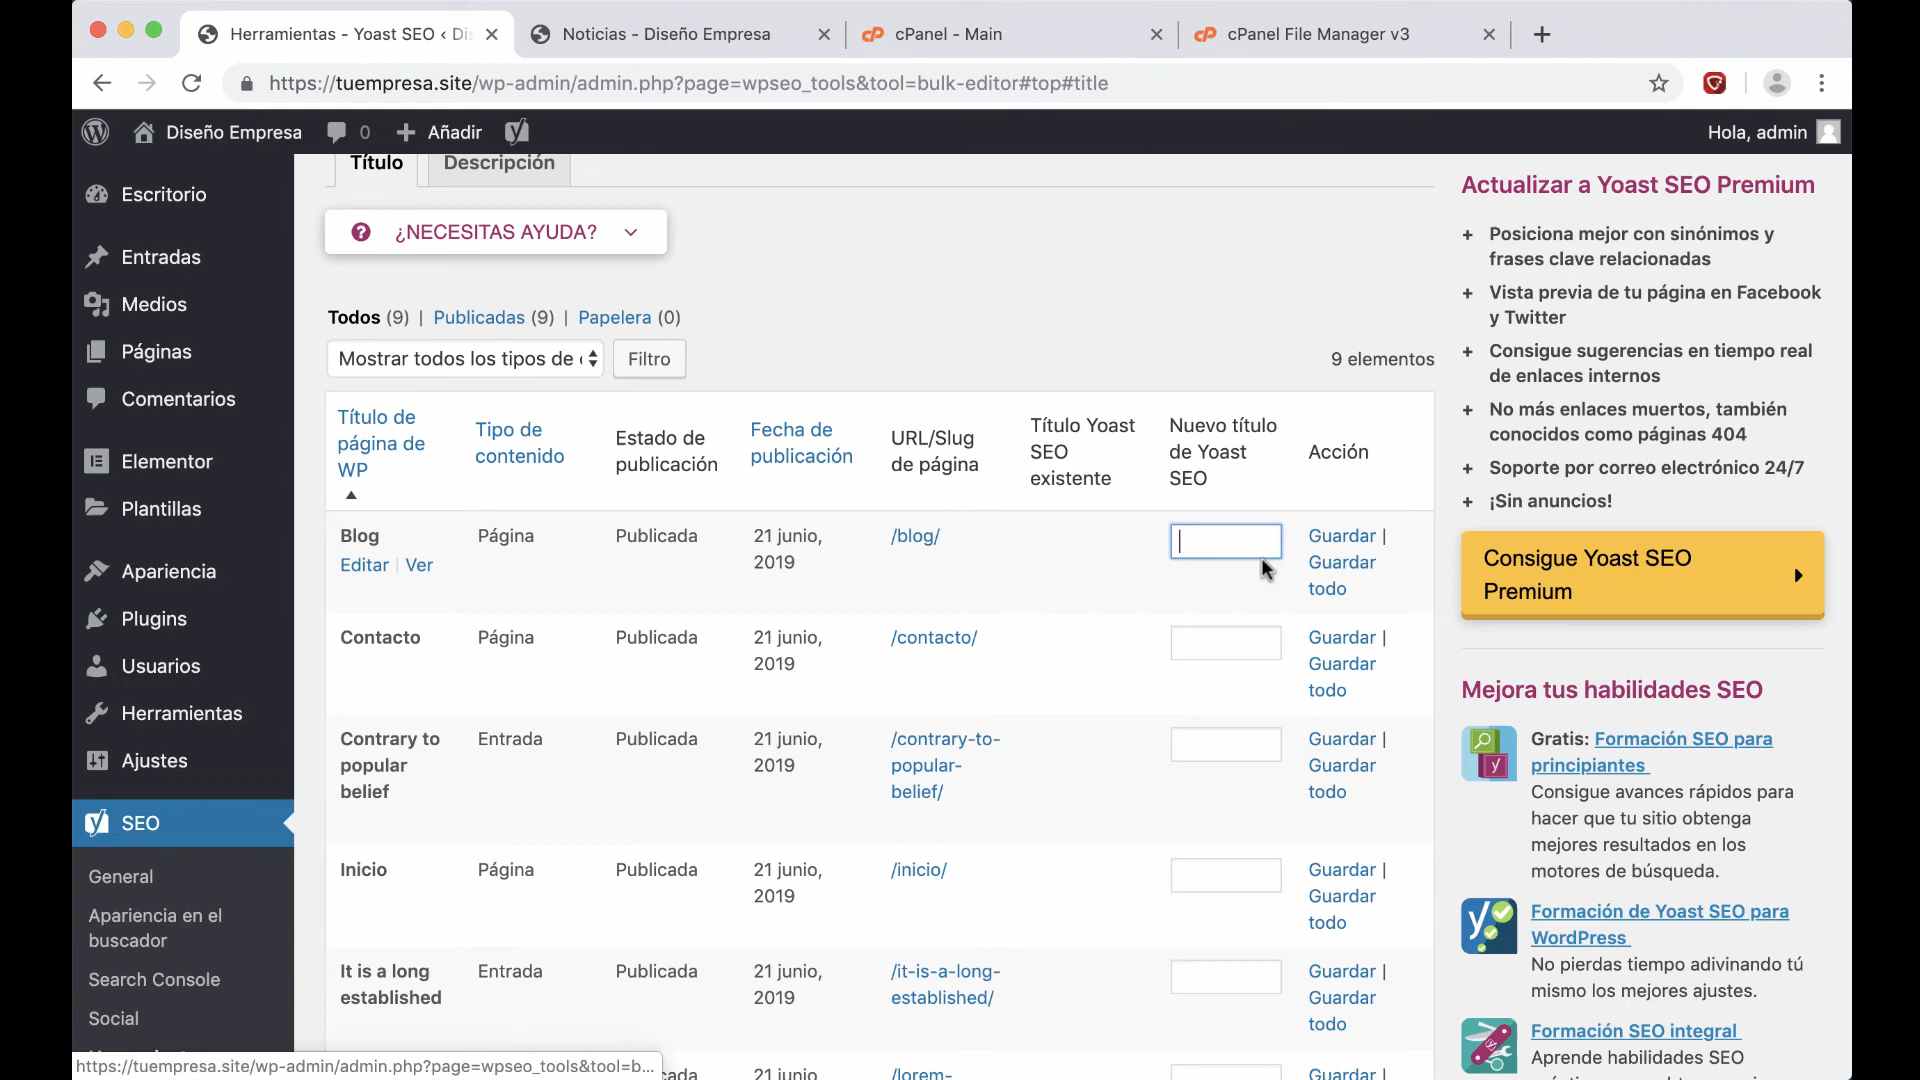 Herramientas - Yoast SEO ‹ Dis
Noticias - Diseño Empresa
cPanel - Main
cPanel File Manager v3
https://tuempresa.site/wp-admin/admin.php?page=wpseo_tools&tool=bulk-editor#top#title
Diseño Empresa
0
Añadir
Hola, admin
Escritorio
Entradas
Medios
Páginas
Comentarios
Elementor
Plantillas
Apariencia
Plugins
Usuarios
Herramientas
Ajustes
SEO
General
Apariencia en el
buscador
Search Console
Social
Título
Descripción
¿NECESITAS AYUDA?
Todos (9) | Publicadas (9) | Papelera (0)
Mostrar todos los tipos de
Filtro
9 elementos
Título de
página de
WP
Tipo de
contenido
Estado de
publicación
Fecha de
publicación
URL/Slug
de página
Título Yoast
SEO
existente
Nuevo título
de Yoast
SEO
Acción
Blog
Editar | Ver
Página
Publicada
21 junio,
2019
/blog/
Guardar |
Guardar
todo
Contacto
Página
Publicada
21 junio,
2019
/contacto/
Guardar |
Guardar
todo
Contrary to
popular
belief
Entrada
Publicada
21 junio,
2019
/contrary-to-
popular-
belief/
Guardar |
Guardar
todo
Inicio
Página
Publicada
21 junio,
2019
/inicio/
Guardar |
Guardar
todo
It is a long
established
Entrada
Publicada
21 junio,
2019
/it-is-a-long-
established/
Guardar |
Guardar
todo
21 junio
/lorem-
Guardar |
https://tuempresa.site/wp-admin/admin.php?page=wpseo_tools&tool=b...
Actualizar a Yoast SEO Premium
+ Posiciona mejor con sinónimos y
frases clave relacionadas
+ Vista previa de tu página en Facebook
y Twitter
+ Consigue sugerencias en tiempo real
de enlaces internos
+ No más enlaces muertos, también
conocidos como páginas 404
+ Soporte por correo electrónico 24/7
+ ¡Sin anuncios!
Consigue Yoast SEO
Premium
Mejora tus habilidades SEO
Gratis: Formación SEO para
principiantes
Consigue avances rápidos para
hacer que tu sitio obtenga
mejores resultados en los
motores de búsqueda.
Formación de Yoast SEO para
WordPress
No pierdas tiempo adivinando tú
mismo los mejores ajustes.
Formación SEO integral
Aprende habilidades SEO